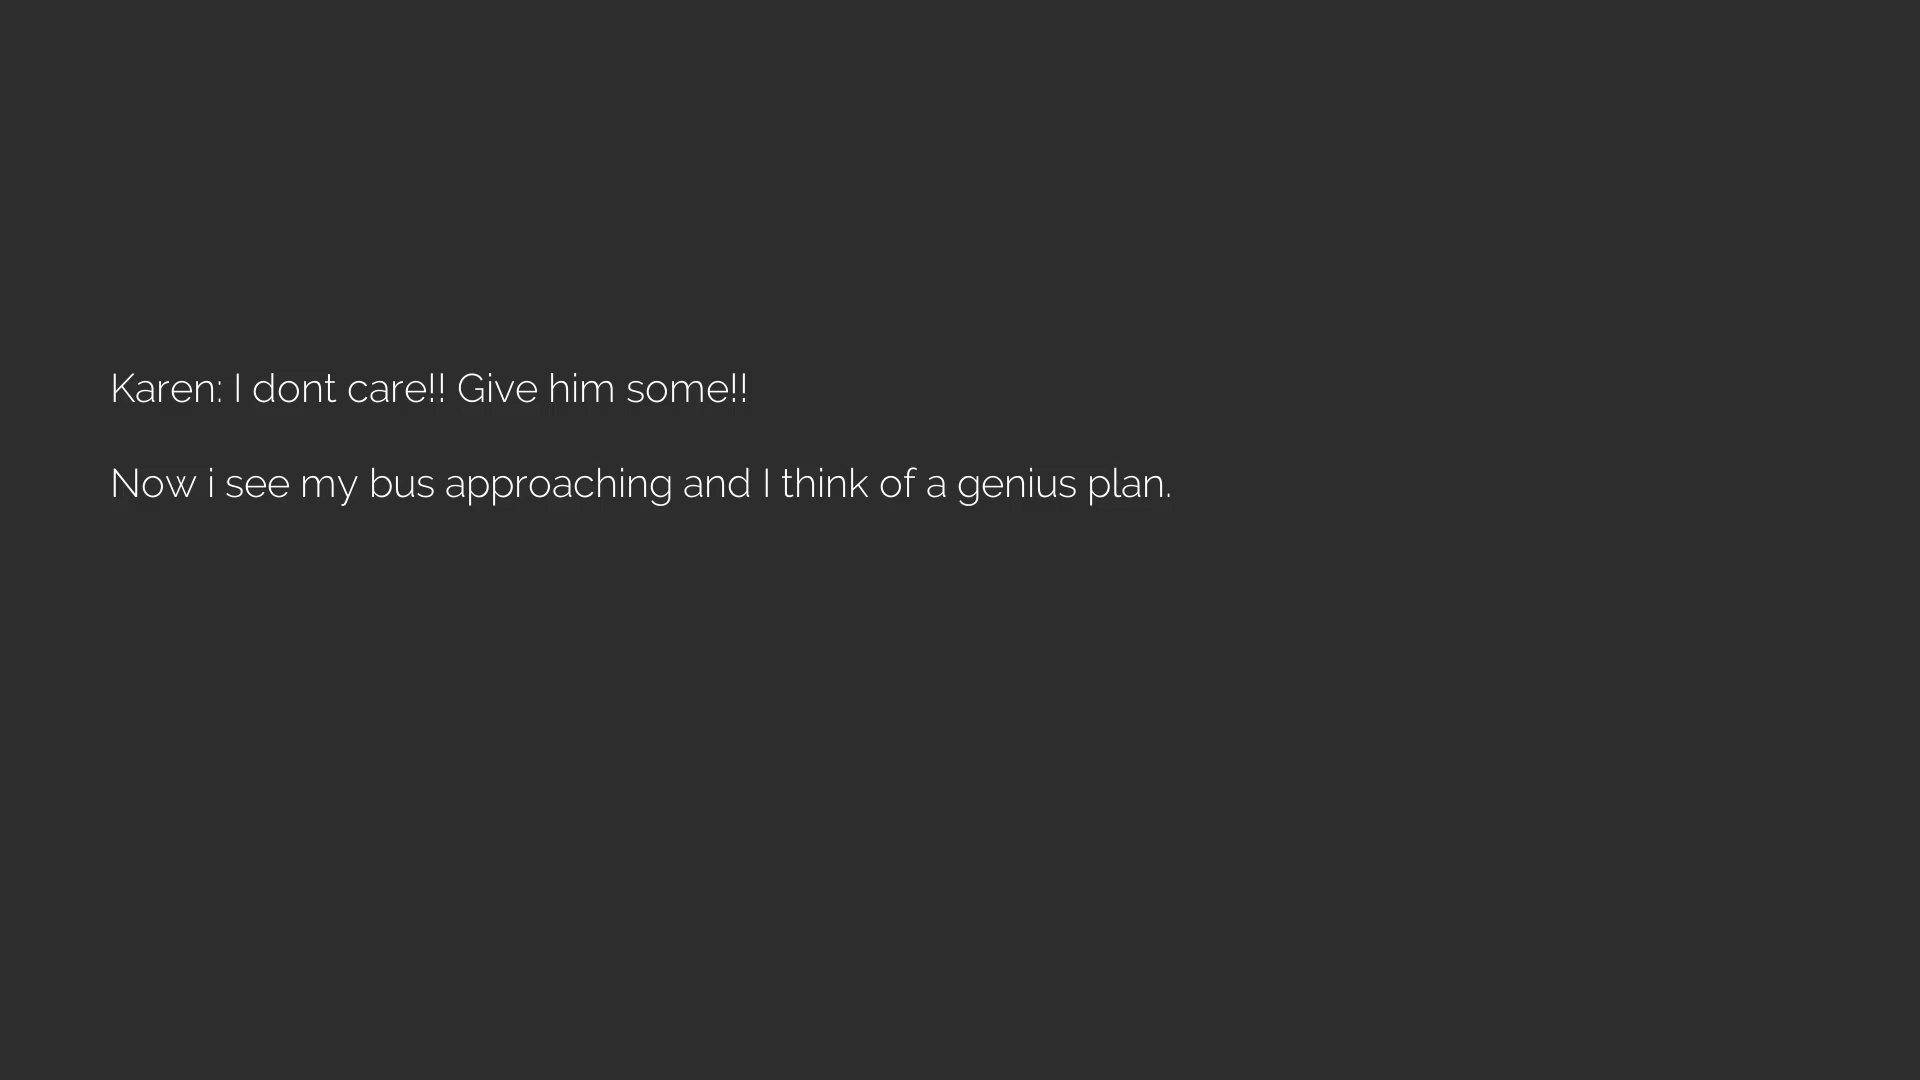 Karen: I dont care!! Give him some!!
Now i see my bus approaching and I think of a genius plan.